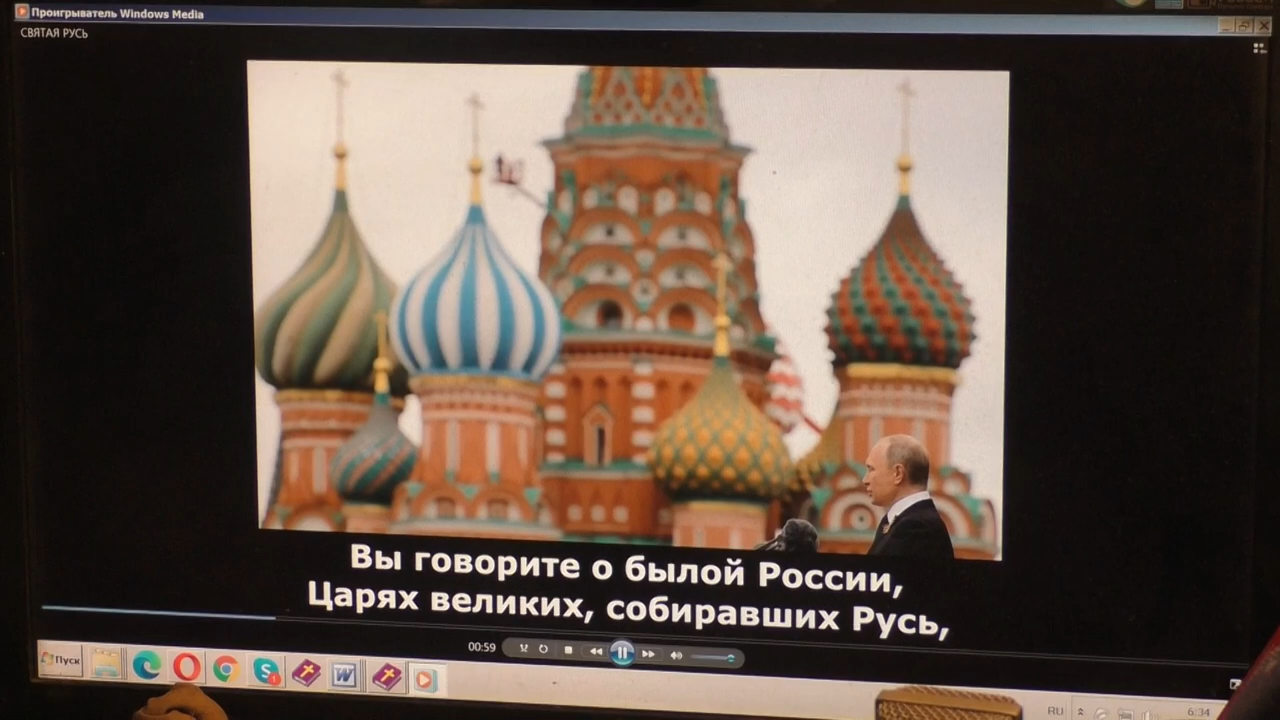 Проигрыватель Windows Media
СВЯТАЯ РУСЬ
Вы говорите о былой России,
Царях великих, собиравших Русь,
00:59
Пуск
RU
6:34